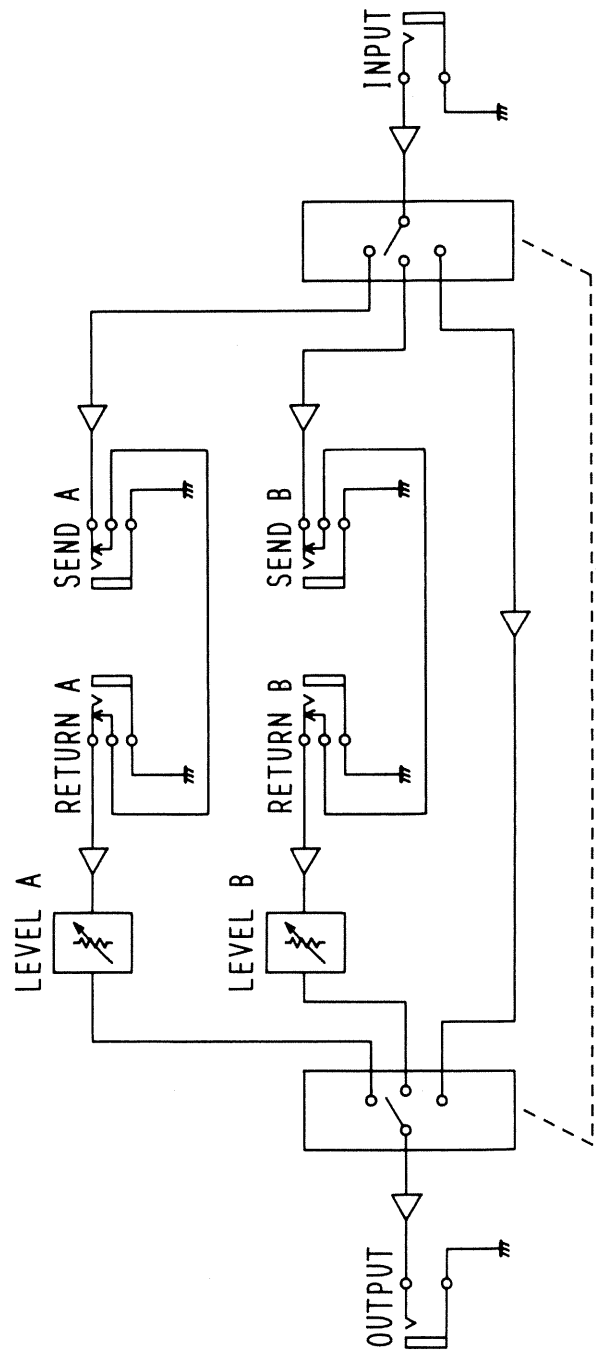 INPUT
SEND A
SEND B
RETURN A
RETURN B
LEVEL A
LEVEL B
OUTPUT